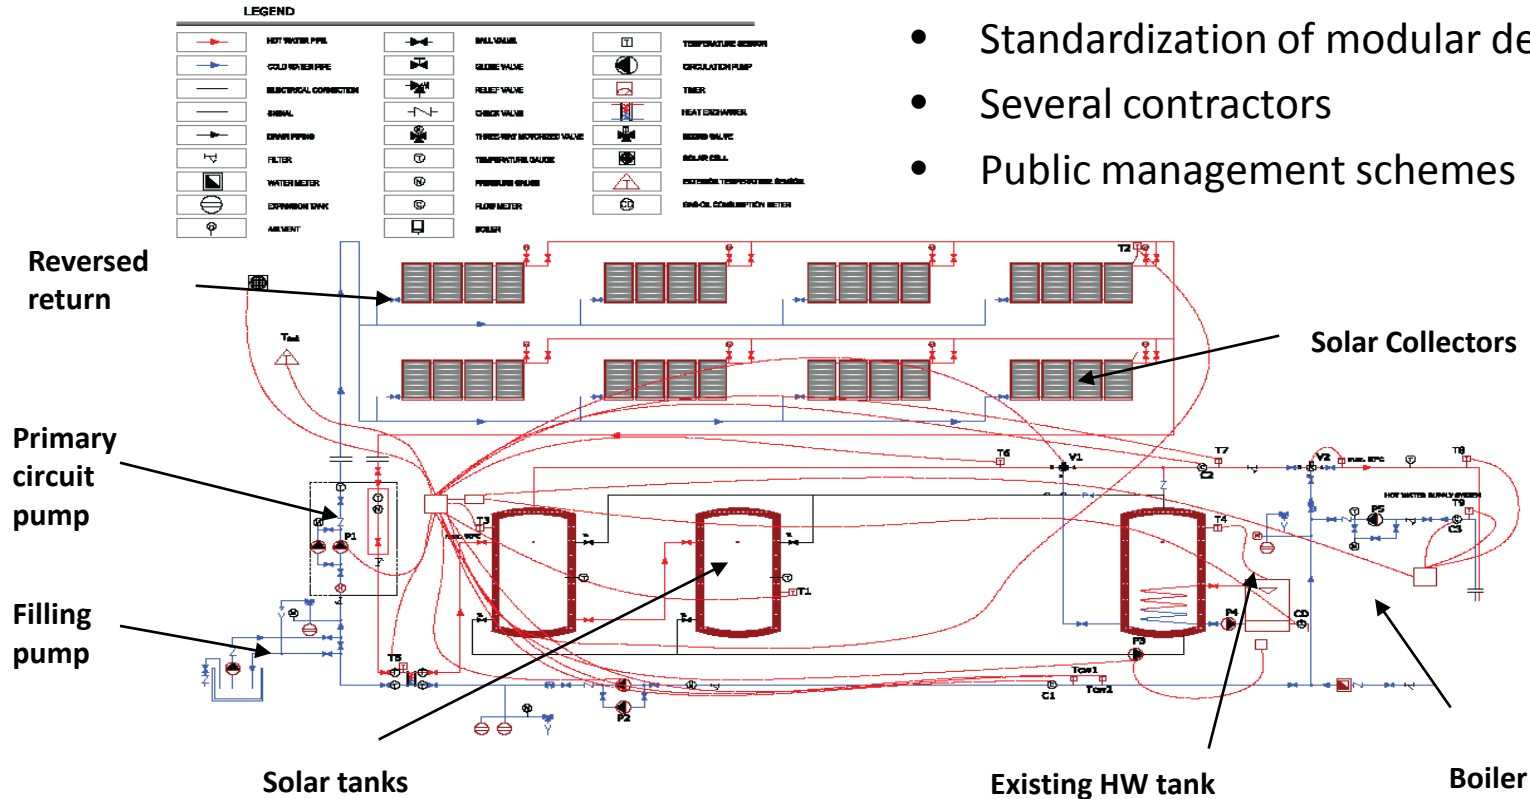 LEGEND
HOT WATER PIPE
BALL VALVE
TEMPERATURE SENSOR
COLD WATER PIPE
GLOBE VALVE
CIRCULATION PUMP
ELECTRICAL CONNECTION
RELIEF VALVE
TIMER
SIGNAL
CHECK VALVE
HEAT EXCHANGER
DRAIN PIPING
THREE-WAY MOTORIZED VALVE
FILTER
TEMPERATURE GAUGE
SOLAR CELL
WATER METER
PRESSURE GAUGE
EXTERIOR TEMPERATURE SENSOR
EXPANSION TANK
FLOW METER
GAS-OIL CONSUMPTION METER
AIR VENT
BOILER
• Standardization of modular de
• Several contractors
• Public management schemes
Reversed
return
T2
Solar Collectors
Primary
circuit
pump
T6
V1
T7
C2
V2
T8
HOT WATER SUPPLY SYSTEM
T9
P1
T3
T4
P5
C3
T1
P4
Filling
pump
T5
P3
P2
C1
Tcw1
Tcw2
Solar tanks
Existing HW tank
Boiler